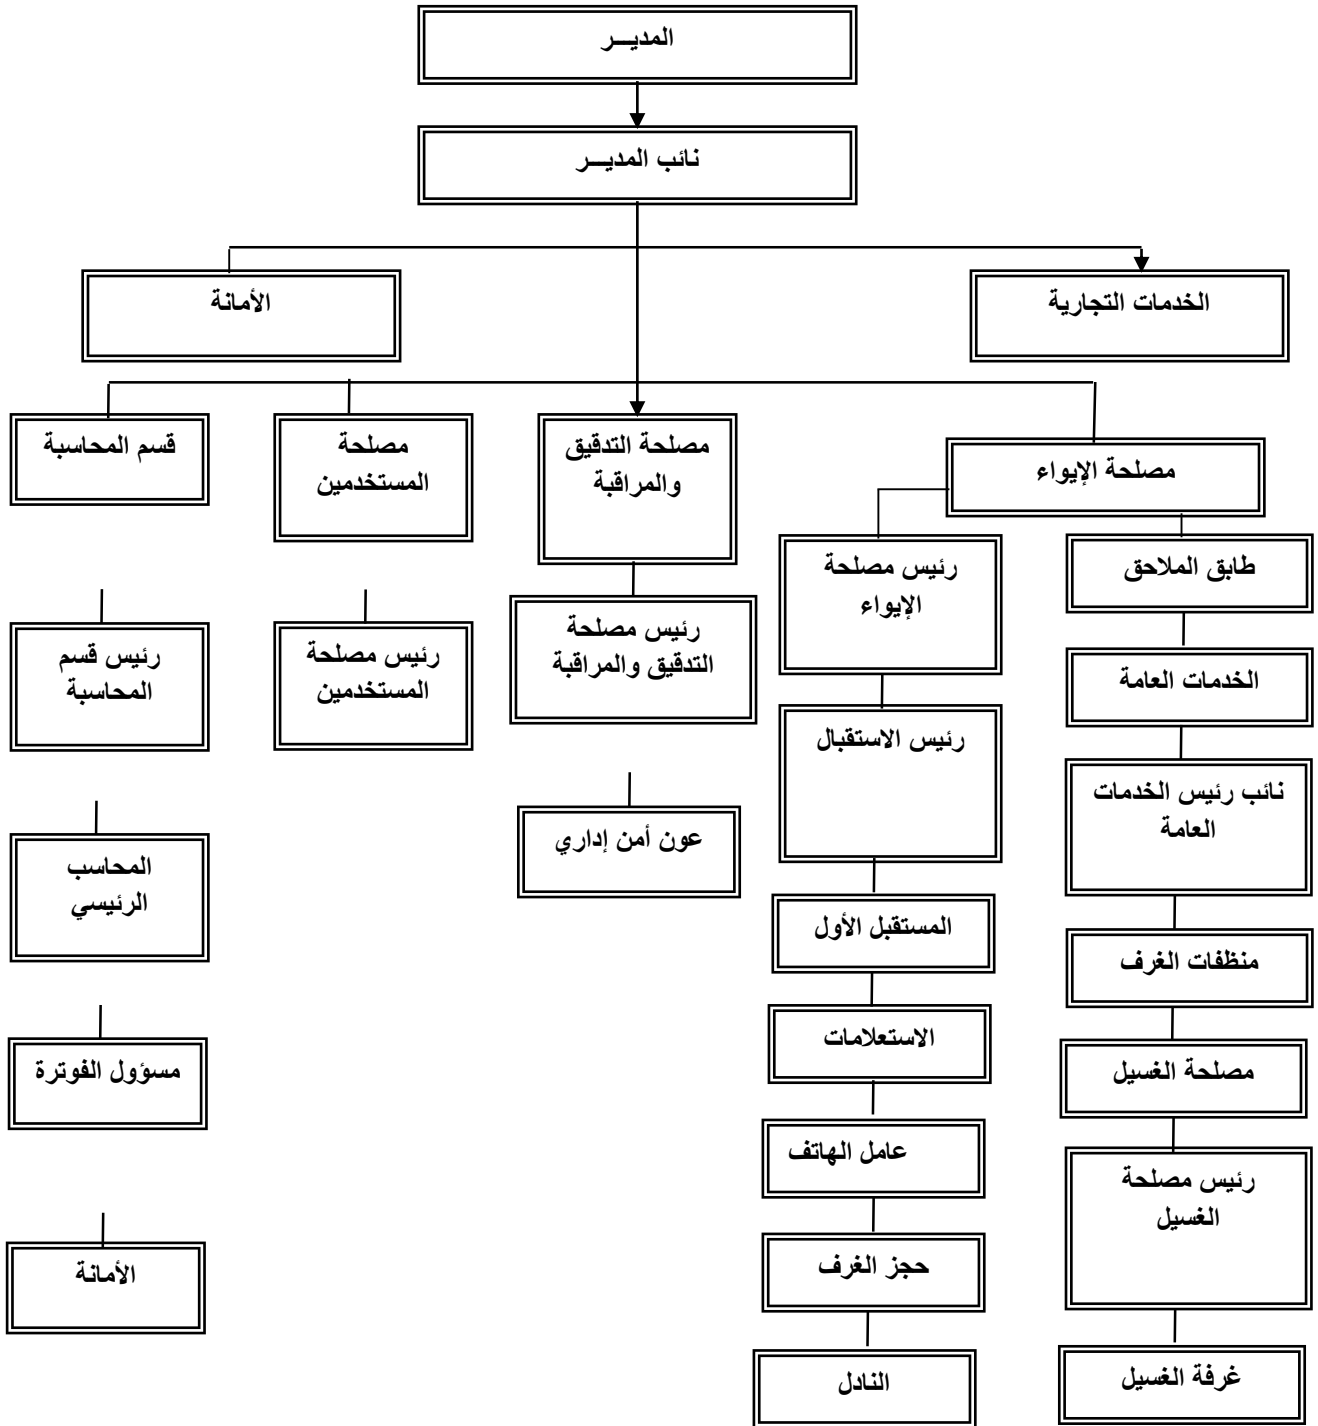 المديـــر
نائب المديـــر
الخدمات التجارية
الأمانة
مصلحة الإيواء
مصلحة التدقيق
والمراقبة
مصلحة
المستخدمين
قسم المحاسبة
طابق الملاحق
رئيس مصلحة
الإيواء
رئيس مصلحة
التدقيق والمراقبة
رئيس مصلحة
المستخدمين
رئيس قسم
المحاسبة
الخدمات العامة
رئيس الاستقبال
نائب رئيس الخدمات
العامة
عون أمن إداري
المحاسب
الرئيسي
منظفات الغرف
المستقبل الأول
مصلحة الغسيل
الاستعلامات
مسؤول الفوترة
رئيس مصلحة
الغسيل
عامل الهاتف
حجز الغرف
الأمانة
غرفة الغسيل
النادل